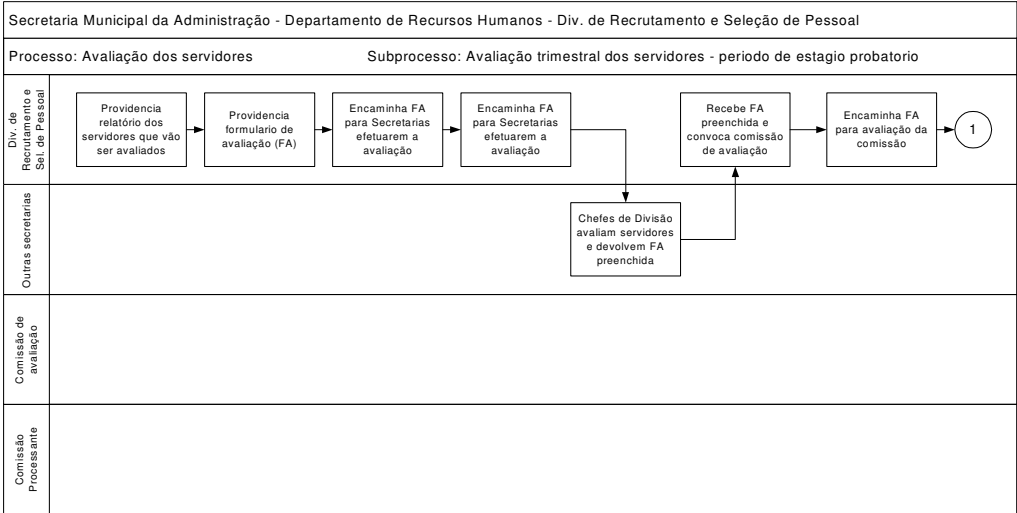 Secretaria Municipal da Administração - Departamento de Recursos Humanos - Div. de Recrutamento e Seleção de Pessoal
Processo: Avaliação dos servidores
Subprocesso: Avaliação trimestral dos servidores - periodo de estagio probatorio
Div. de
Recrutamento e
Sel. de Pessoal
Providencia
relatório dos
servidores que vão
ser avaliados
Providencia
formulario de
avaliação (FA)
Encaminha FA
para Secretarias
efetuarem a
avaliação
Encaminha FA
para Secretarias
efetuarem a
avaliação
Recebe FA
preenchida e
convoca comissão
de avaliação
Encaminha FA
para avaliação da
comissão
1
Outras secretarias
Chefes de Divisão
avaliam servidores
e devolvem FA
preenchida
Comissão de
avaliação
Comissão
Processante